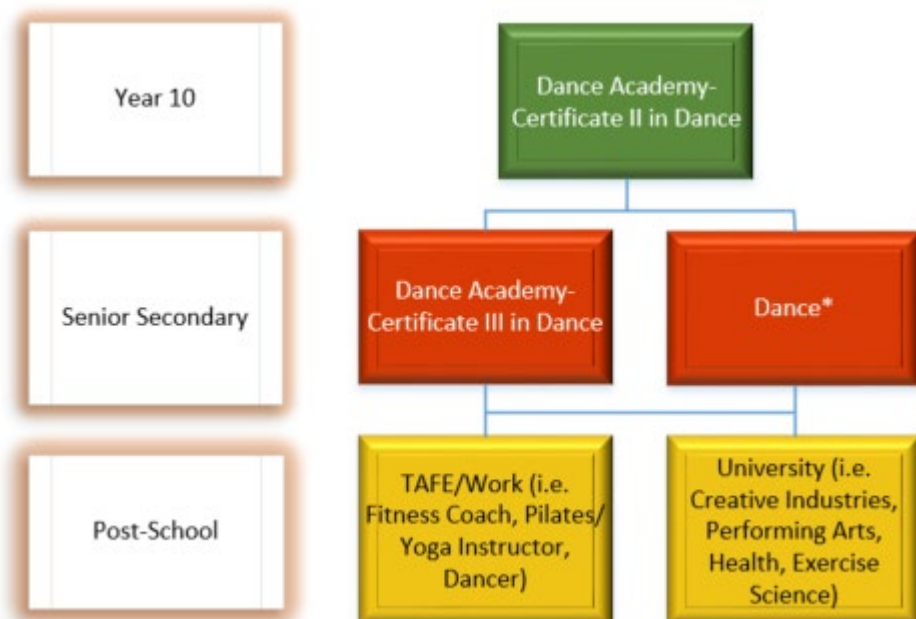 Year 10
Dance Academy-
Certificate II in Dance
Senior Secondary
Dance Academy-
Certificate III in Dance
Dance*
Post-School
TAFE/Work (i.e.
Fitness Coach, Pilates/
Yoga Instructor,
Dancer)
University (i.e.
Creative Industries,
Performing Arts,
Health, Exercise
Science)